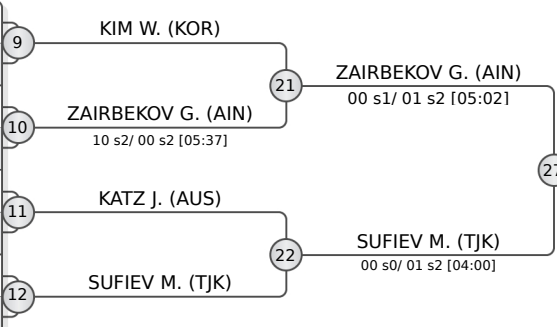 KIM W. (KOR)
9
ZAIRBEKOV G. (AIN)
21
00 s1/ 01 s2 [05:02]
ZAIRBEKOV G. (AIN)
10
10 s2/ 00 s2 [05:37]
27
KATZ J. (AUS)
11
SUFIEV M. (TJK)
22
00 s0/ 01 s2 [04:00]
SUFIEV M. (TJK)
12